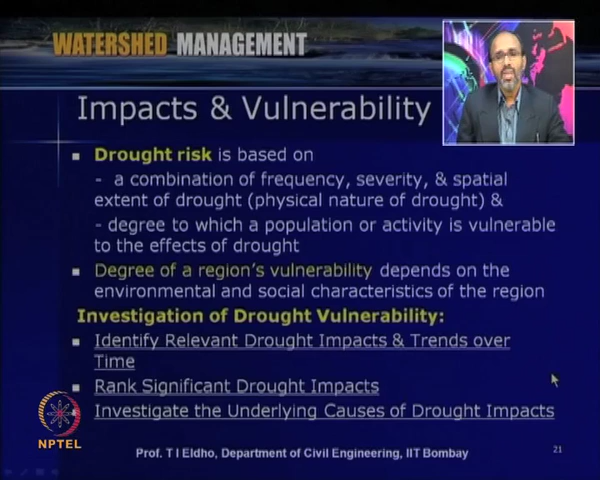 WATERSHED MANAGEMENT
Impacts & Vulnerability
Drought risk is based on
- a combination of frequency, severity, & spatial
extent of drought (physical nature of drought) &
- degree to which a population or activity is vulnerable
to the effects of drought
Degree of a region's vulnerability depends on the
environmental and social characteristics of the region
Investigation of Drought Vulnerability:
Identify Relevant Drought Impacts & Trends over
Time
Rank Significant Drought Impacts
Investigate the Underlying Causes of Drought Impacts
NPTEL
Prof. T I Eldho, Department of Civil Engineering, IIT Bombay
21